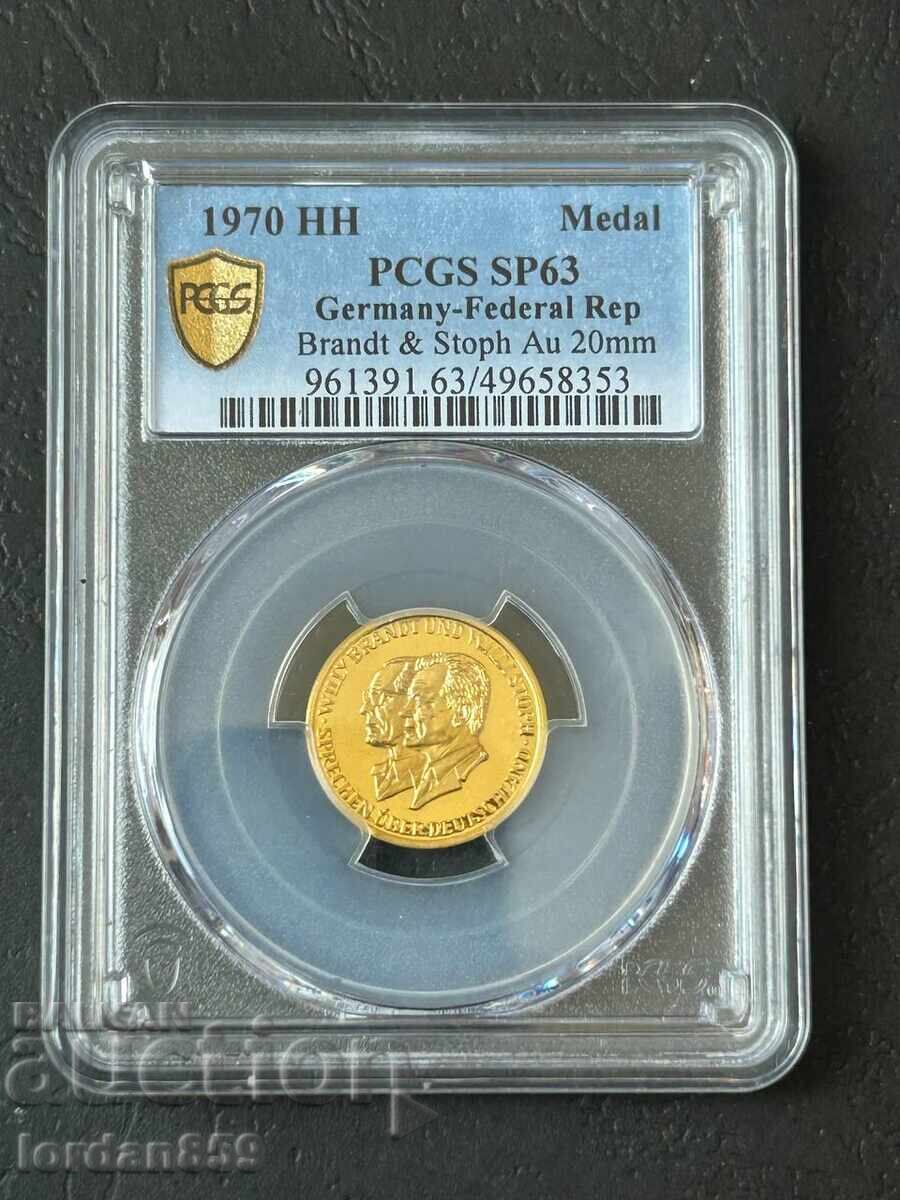 1970 HH Medal
PCGS SP63
PCGS
Germany-Federal Rep
Brandt & Stoph Au 20mm
961391.63/49658353
WILLY BRANDT UND WILLI STOPH ·
SPRECHEN ÜBER DEUTSCHLAND ·
BALKAN
auction
lordan859